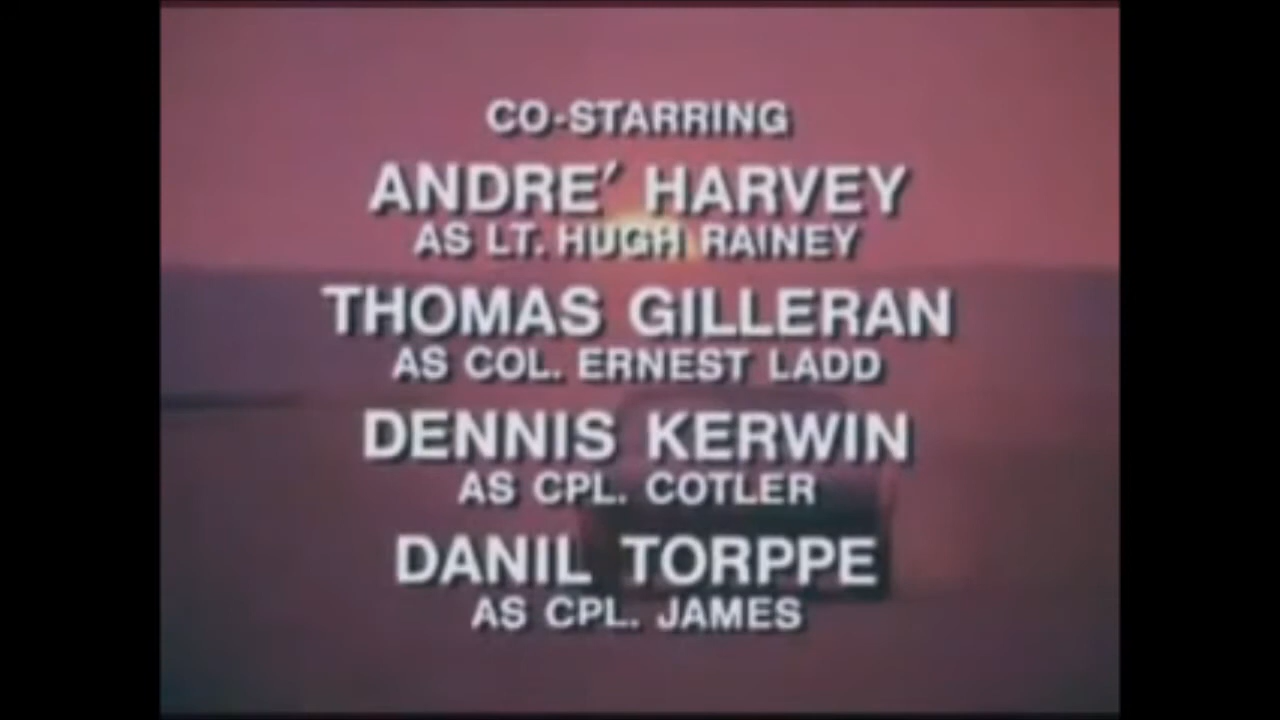 CO-STARRING
ANDRE´ HARVEY
AS LT. HUGH RAINEY
THOMAS GILLERAN
AS COL. ERNEST LADD
DENNIS KERWIN
AS CPL. COTLER
DANIL TORPPE
AS CPL. JAMES